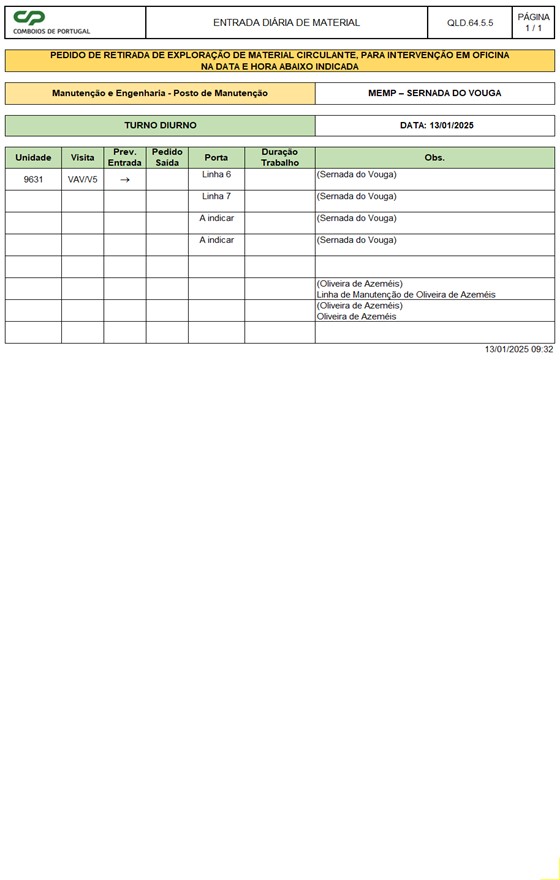 CP
COMBOIOS DE PORTUGAL
ENTRADA DIÁRIA DE MATERIAL
QLD.64.5.5
PÁGINA
1 / 1
PEDIDO DE RETIRADA DE EXPLORAÇÃO DE MATERIAL CIRCULANTE, PARA INTERVENÇÃO EM OFICINA
NA DATA E HORA ABAIXO INDICADA
Manutenção e Engenharia - Posto de Manutenção
MEMP – SERNADA DO VOUGA
TURNO DIURNO
DATA: 13/01/2025
Unidade Visita Prev. Entrada Pedido Saída Porta Duração Trabalho Obs.
9631 VAV/V5 → Linha 6 (Sernada do Vouga)
Linha 7 (Sernada do Vouga)
A indicar (Sernada do Vouga)
A indicar (Sernada do Vouga)
(Oliveira de Azeméis)
Linha de Manutenção de Oliveira de Azeméis
(Oliveira de Azeméis)
Oliveira de Azeméis
13/01/2025 09:32